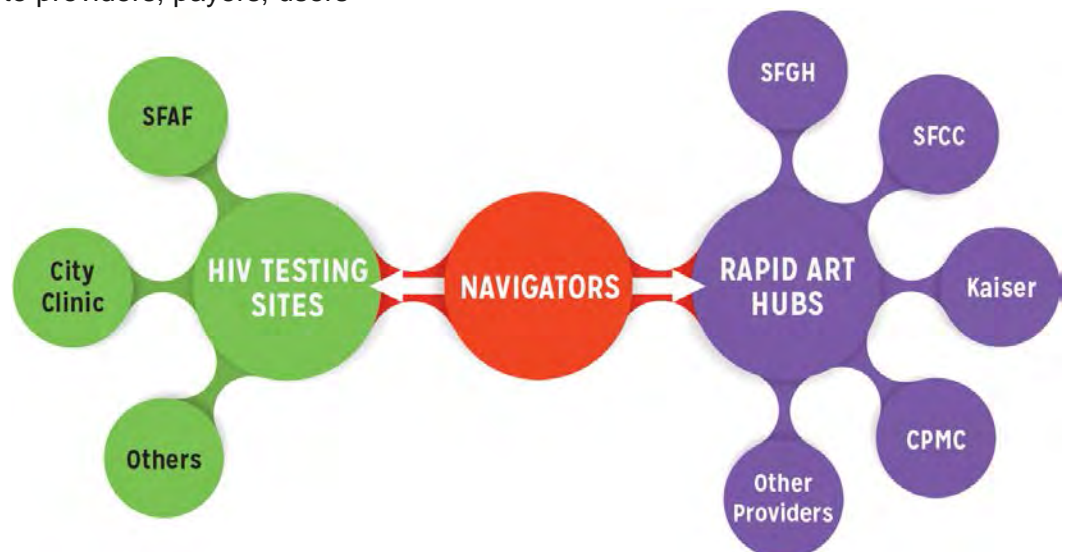 to providers, payers, users
SFAF
City
Clinic
Others
HIV TESTING
SITES
NAVIGATORS
RAPID ART
HUBS
SFGH
SFCC
Kaiser
CPMC
Other
Providers